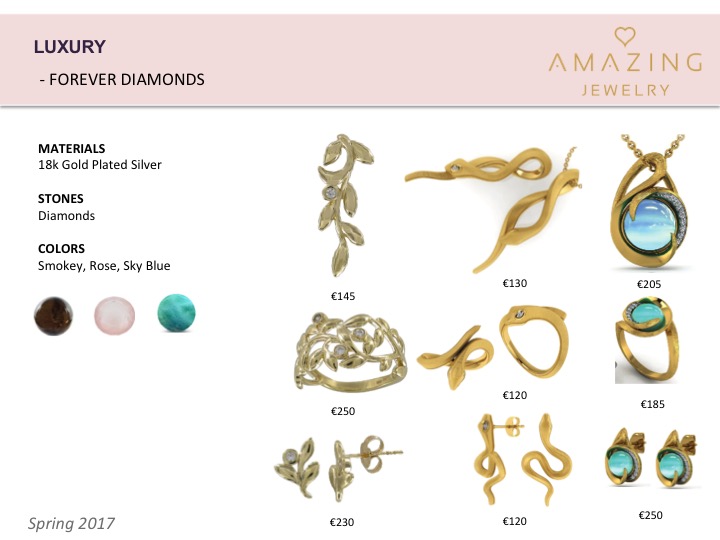 LUXURY
- FOREVER DIAMONDS
AMAZING
JEWELRY
MATERIALS
18k Gold Plated Silver
STONES
Diamonds
COLORS
Smokey, Rose, Sky Blue
€145
€130
€205
€250
€120
€185
€230
€120
€250
Spring 2017